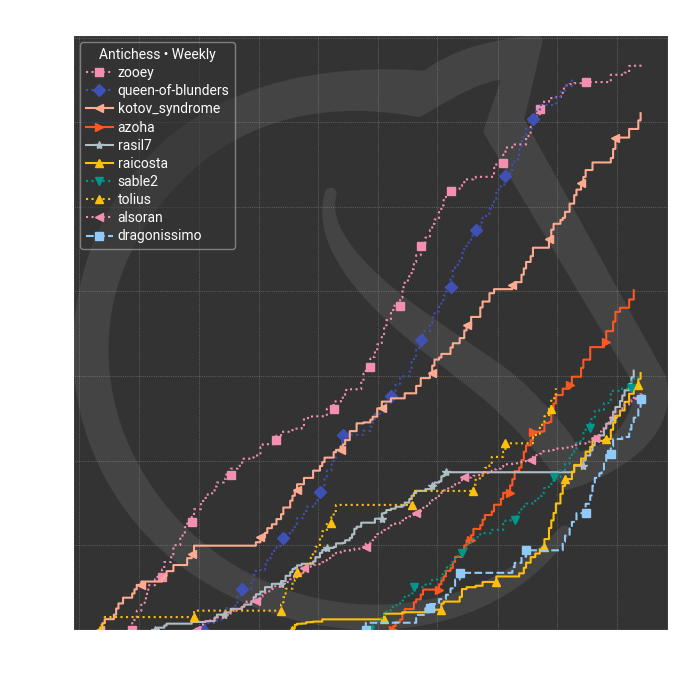 Antichess • Weekly
zooey
queen-of-blunders
kotov_syndrome
azoha
rasil7
raicosta
sable2
tolius
alsoran
dragonissimo